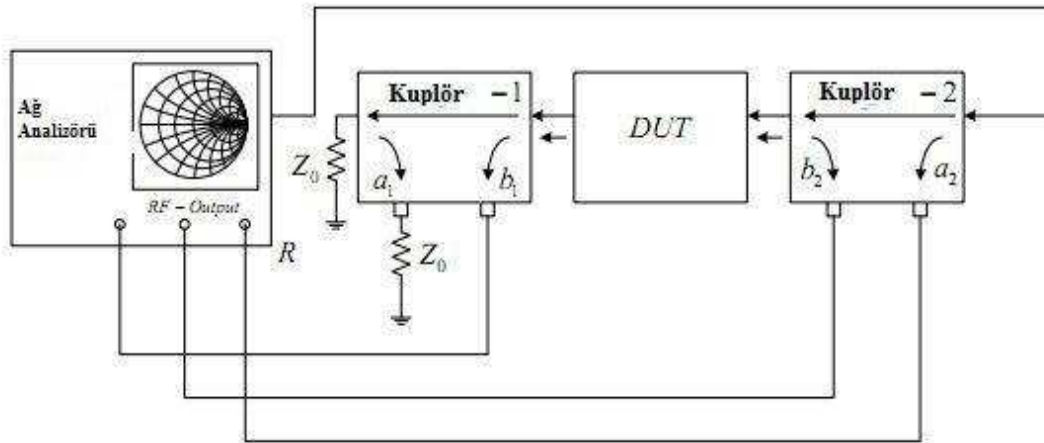 Ağ
Analizörü
RF – Output
R
Z₀
Kuplör – 1
a₁
b₁
Z₀
DUT
Kuplör – 2
b₂
a₂